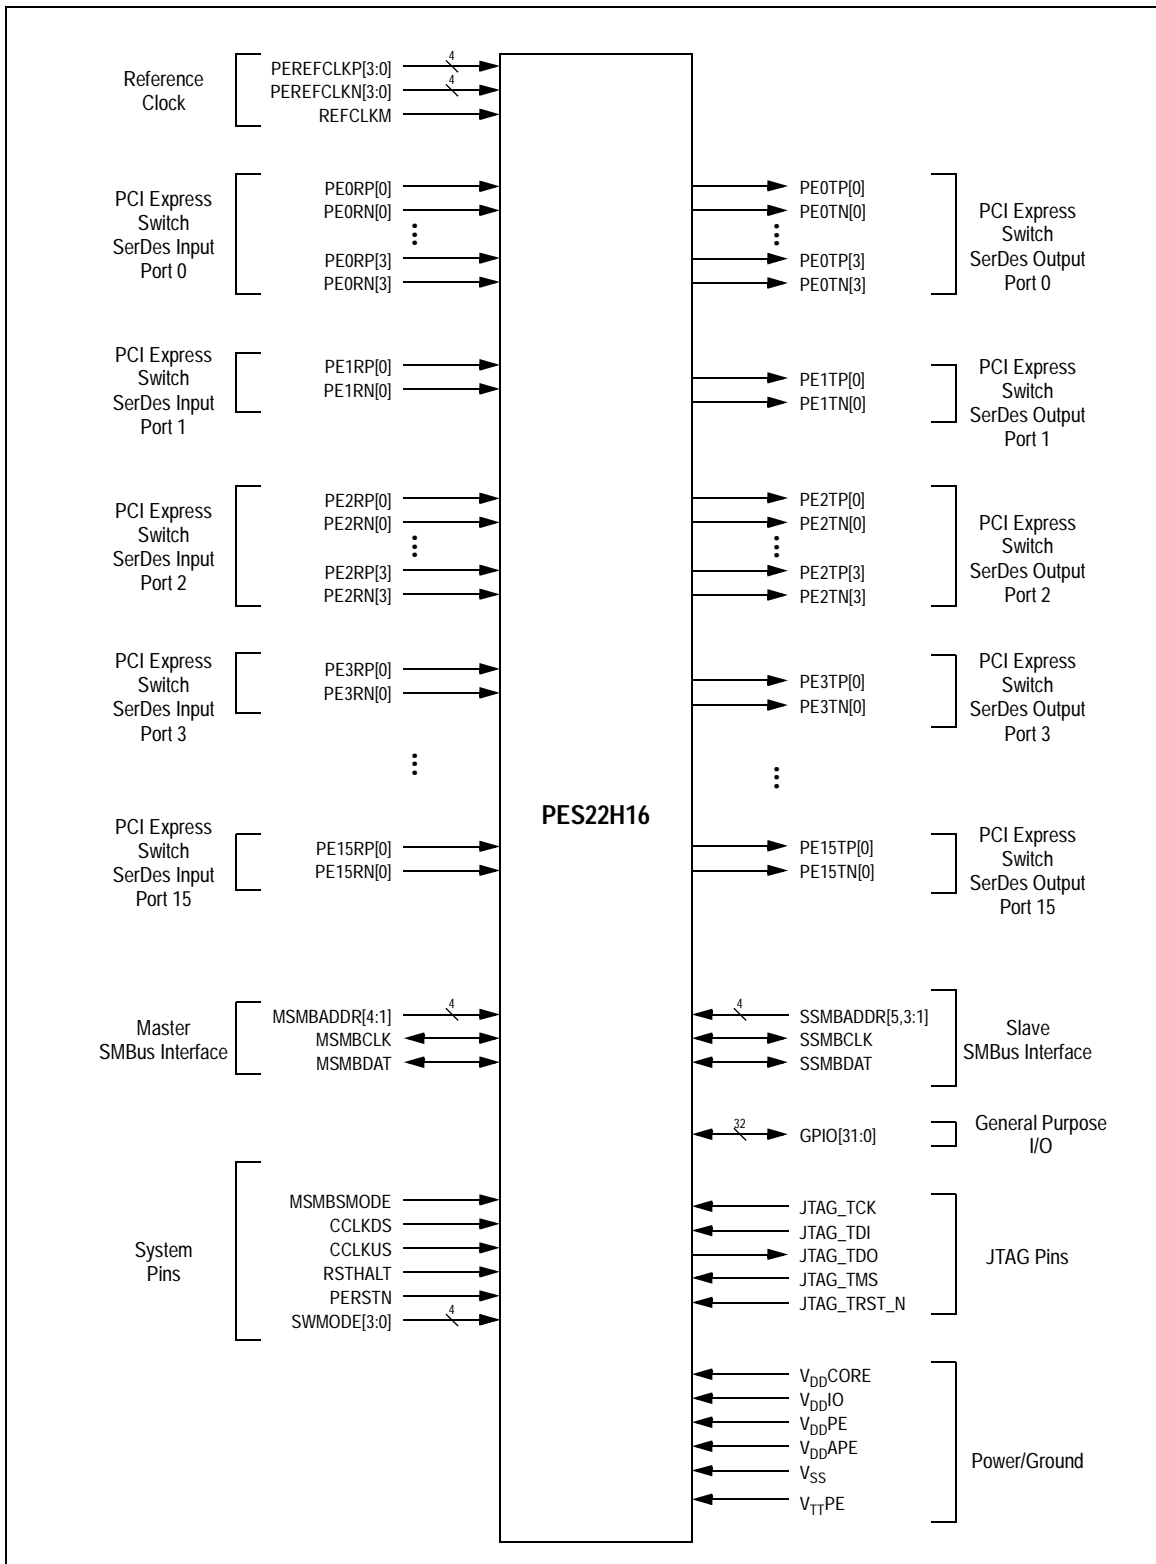 Reference
Clock
PEREFCLKP[3:0]
4
PEREFCLKN[3:0]
4
REFCLKM
PCI Express
Switch
SerDes Input
Port 0
PE0RP[0]
PE0RN[0]
PE0RP[3]
PE0RN[3]
PE0TP[0]
PE0TN[0]
PE0TP[3]
PE0TN[3]
PCI Express
Switch
SerDes Output
Port 0
PCI Express
Switch
SerDes Input
Port 1
PE1RP[0]
PE1RN[0]
PE1TP[0]
PE1TN[0]
PCI Express
Switch
SerDes Output
Port 1
PCI Express
Switch
SerDes Input
Port 2
PE2RP[0]
PE2RN[0]
PE2RP[3]
PE2RN[3]
PE2TP[0]
PE2TN[0]
PE2TP[3]
PE2TN[3]
PCI Express
Switch
SerDes Output
Port 2
PCI Express
Switch
SerDes Input
Port 3
PE3RP[0]
PE3RN[0]
PE3TP[0]
PE3TN[0]
PCI Express
Switch
SerDes Output
Port 3
PES22H16
PCI Express
Switch
SerDes Input
Port 15
PE15RP[0]
PE15RN[0]
PE15TP[0]
PE15TN[0]
PCI Express
Switch
SerDes Output
Port 15
Master
SMBus Interface
MSMBADDR[4:1]
4
MSMBCLK
MSMBDAT
4
SSMBADDR[5,3:1]
SSMBCLK
SSMBDAT
Slave
SMBus Interface
32
GPIO[31:0]
General Purpose
I/O
System
Pins
MSMBSMODE
CCLKDS
CCLKUS
RSTHALT
PERSTN
SWMODE[3:0]
4
JTAG_TCK
JTAG_TDI
JTAG_TDO
JTAG_TMS
JTAG_TRST_N
JTAG Pins
VDDCORE
VDDIO
VDDPE
VDDAPE
VSS
VTTPE
Power/Ground